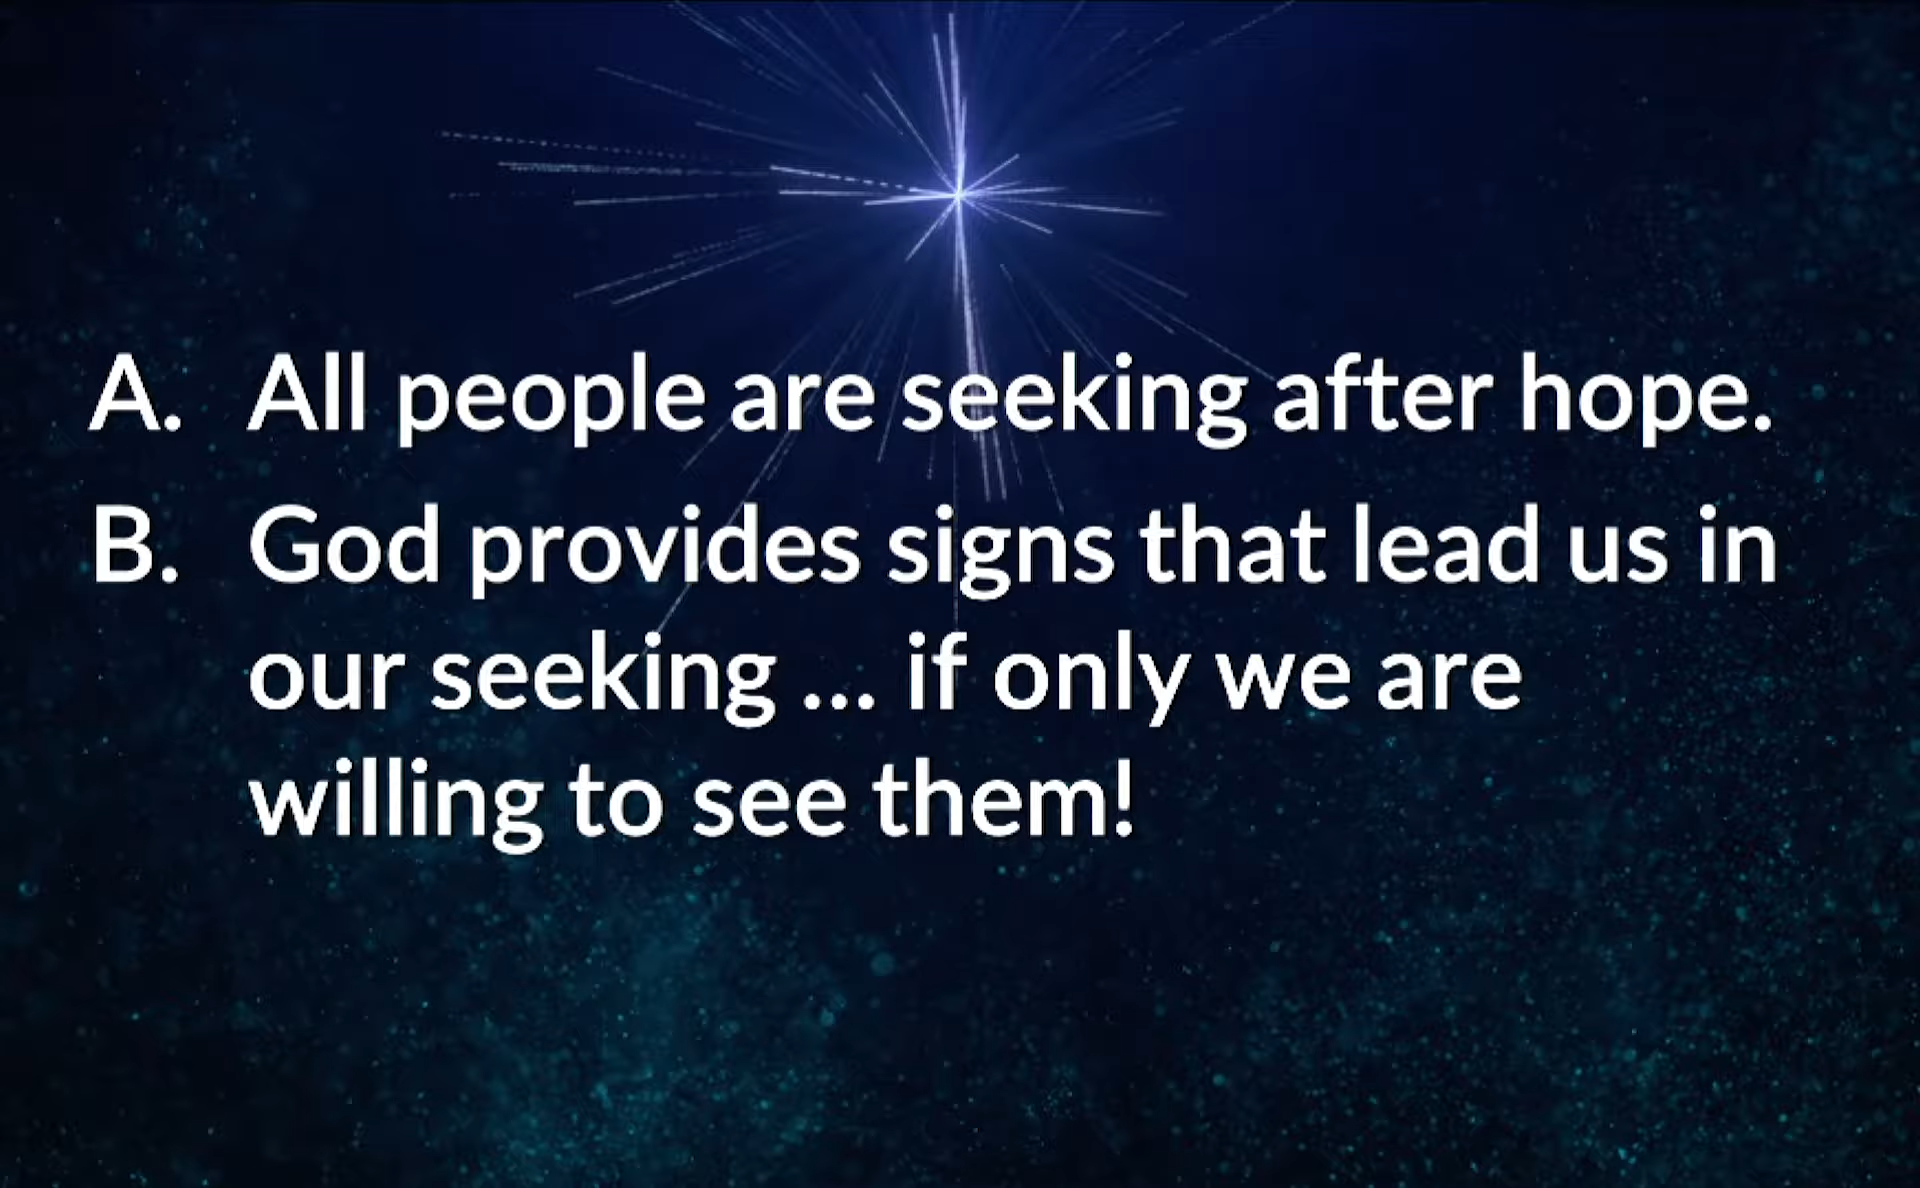 A. All people are seeking after hope.
B. God provides signs that lead us in
our seeking ... if only we are
willing to see them!